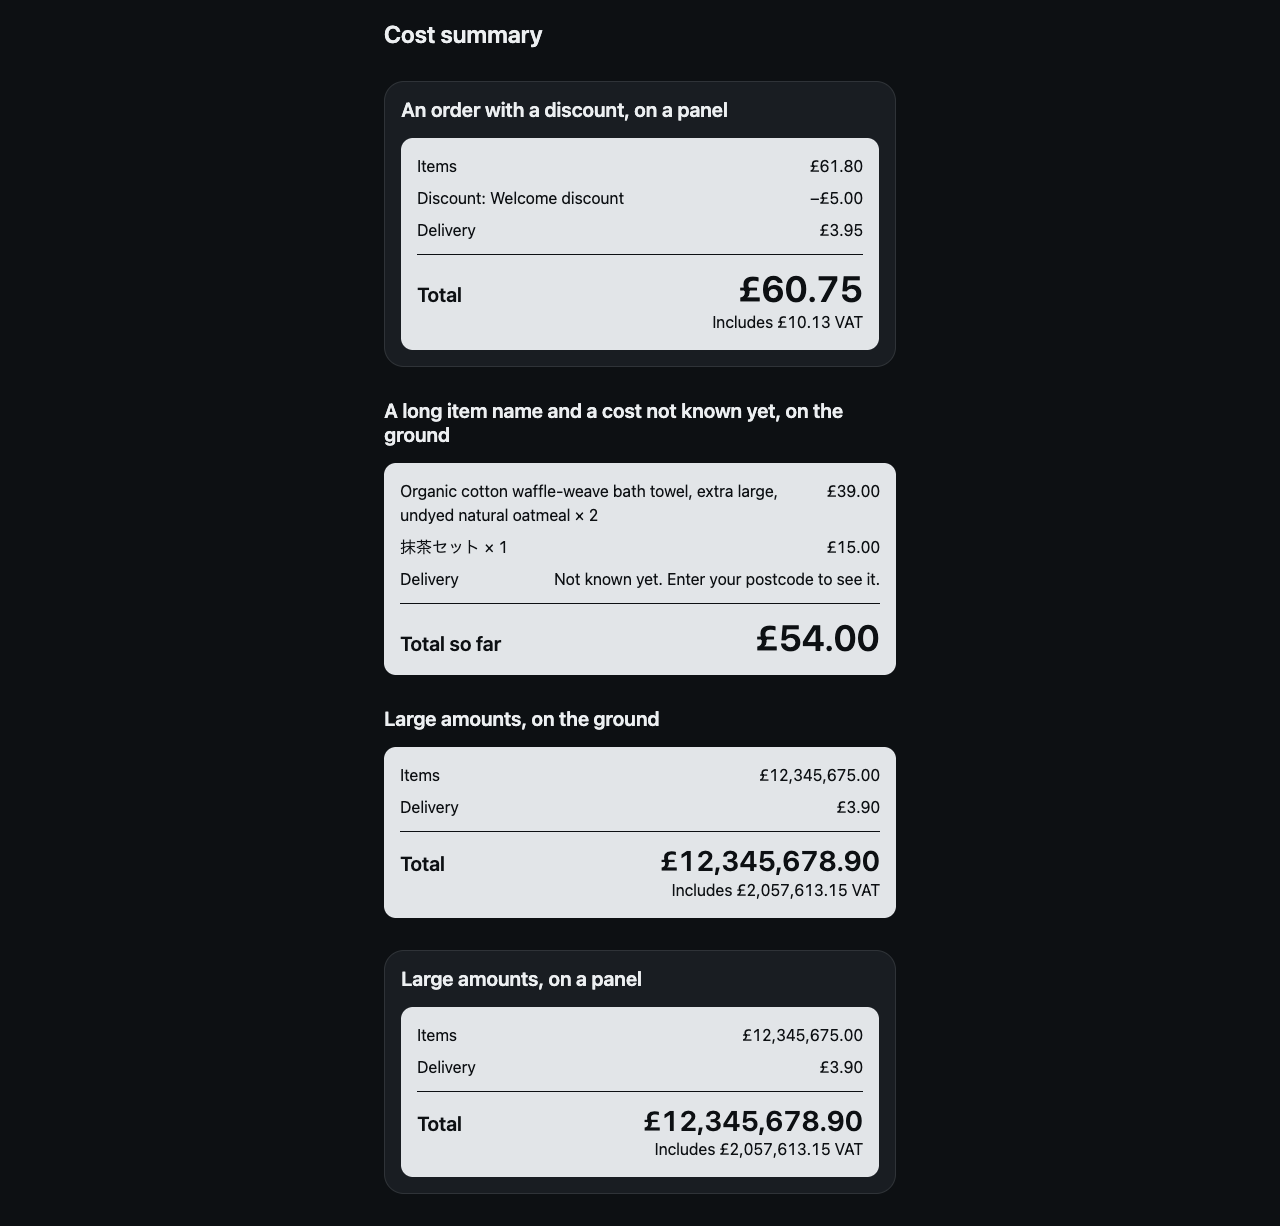 Cost summary
An order with a discount, on a panel
Items £61.80
Discount: Welcome discount −£5.00
Delivery £3.95
Total £60.75
Includes £10.13 VAT
A long item name and a cost not known yet, on the
ground
Organic cotton waffle-weave bath towel, extra large, £39.00
undyed natural oatmeal × 2
抹茶セット × 1 £15.00
Delivery Not known yet. Enter your postcode to see it.
Total so far £54.00
Large amounts, on the ground
Items £12,345,675.00
Delivery £3.90
Total £12,345,678.90
Includes £2,057,613.15 VAT
Large amounts, on a panel
Items £12,345,675.00
Delivery £3.90
Total £12,345,678.90
Includes £2,057,613.15 VAT